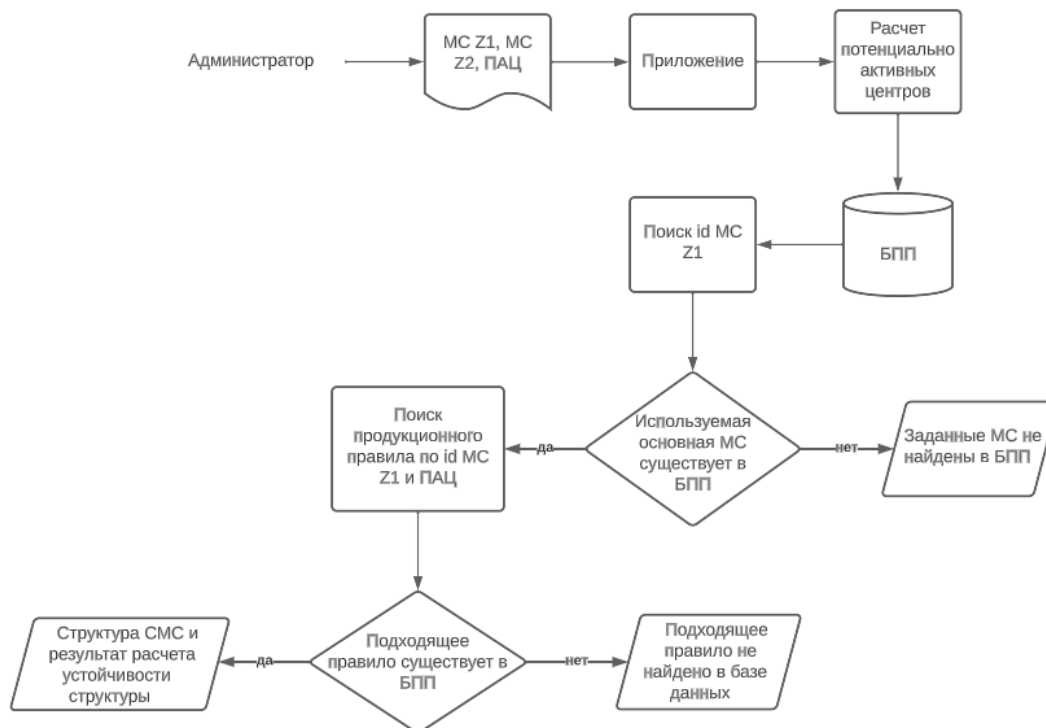 Администратор
МС Z1, МС
Z2, ПАЦ
Приложение
Расчет
потенциально
активных
центров
БПП
Поиск id МС
Z1
Используемая
основная МС
существует в
БПП
да
нет
Заданные МС не
найдены в БПП
Поиск
продукционного
правила по id МС
Z1 и ПАЦ
Подходящее
правило существует в
БПП
да
нет
Структура СМС и
результат расчета
устойчивости
структуры
Подходящее
правило не
найдено в базе
данных